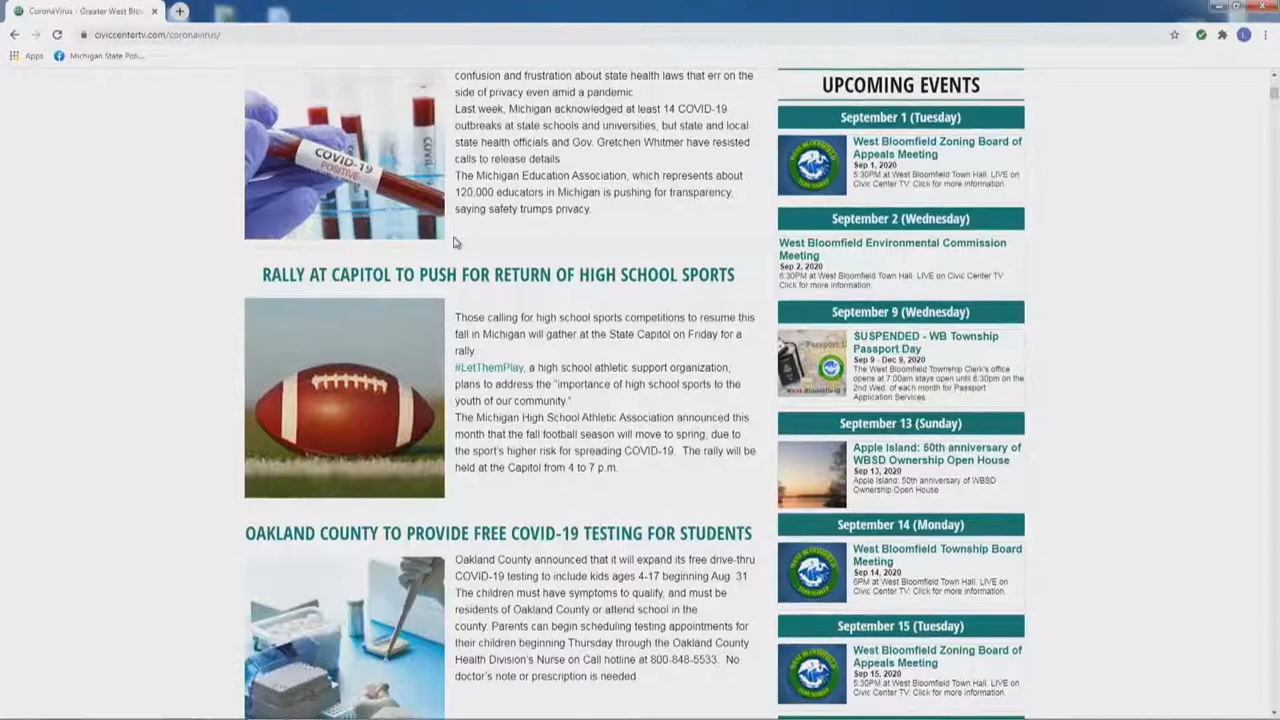 CoronaVirus - Greater West Bloo
civiccentertv.com/coronavirus/
Apps
Michigan State Poli...
confusion and frustration about state health laws that err on the
side of privacy even amid a pandemic
Last week, Michigan acknowledged at least 14 COVID-19
outbreaks at state schools and universities, but state and local
state health officials and Gov. Gretchen Whitmer have resisted
calls to release details
The Michigan Education Association, which represents about
120,000 educators in Michigan is pushing for transparency,
saying safety trumps privacy.
COVID-19
POSITIVE
RALLY AT CAPITOL TO PUSH FOR RETURN OF HIGH SCHOOL SPORTS
Those calling for high school sports competitions to resume this
fall in Michigan will gather at the State Capitol on Friday for a
rally
#LetThemPlay, a high school athletic support organization,
plans to address the "importance of high school sports to the
youth of our community."
The Michigan High School Athletic Association announced this
month that the fall football season will move to spring, due to
the sport's higher risk for spreading COVID-19. The rally will be
held at the Capitol from 4 to 7 p.m.
OAKLAND COUNTY TO PROVIDE FREE COVID-19 TESTING FOR STUDENTS
Oakland County announced that it will expand its free drive-thru
COVID-19 testing to include kids ages 4-17 beginning Aug 31
The children must have symptoms to qualify, and must be
residents of Oakland County or attend school in the
county. Parents can begin scheduling testing appointments for
their children beginning Thursday through the Oakland County
Health Division's Nurse on Call hotline at 800-848-5533. No
doctor's note or prescription is needed
UPCOMING EVENTS
September 1 (Tuesday)
West Bloomfield Zoning Board of
Appeals Meeting
Sep 1, 2020
5:30PM at West Bloomfield Town Hall. LIVE on
Civic Center TV. Click for more information.
September 2 (Wednesday)
West Bloomfield Environmental Commission
Meeting
Sep 2, 2020
6:30PM at West Bloomfield Town Hall. LIVE on Civic Center TV
Click for more information.
September 9 (Wednesday)
SUSPENDED - WB Township
Passport Day
Sep 9 - Dec 9, 2020
The West Bloomfield Township Clerk's office
opens at 7:00am stays open until 6:30pm on the
2nd Wed. of each month for Passport
Application Services
September 13 (Sunday)
Apple Island: 50th anniversary of
WBSD Ownership Open House
Sep 13, 2020
Apple Island: 50th anniversary of WBSD
Ownership Open House
September 14 (Monday)
West Bloomfield Township Board
Meeting
Sep 14, 2020
6PM at West Bloomfield Town Hall. LIVE on
Civic Center TV. Click for more information.
September 15 (Tuesday)
West Bloomfield Zoning Board of
Appeals Meeting
Sep 15, 2020
5:30PM at West Bloomfield Town Hall. LIVE on
Civic Center TV. Click for more information.